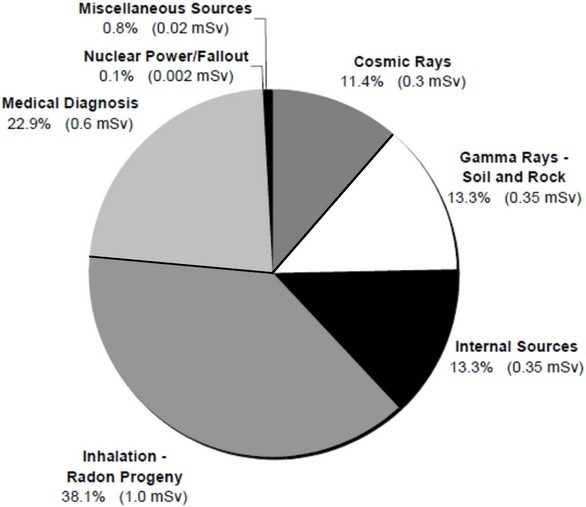 Miscellaneous Sources
0.8% (0.02 mSv)
Nuclear Power/Fallout
0.1% (0.002 mSv)
Medical Diagnosis
22.9% (0.6 mSv)
Cosmic Rays
11.4% (0.3 mSv)
Gamma Rays -
Soil and Rock
13.3% (0.35 mSv)
Internal Sources
13.3% (0.35 mSv)
Inhalation -
Radon Progeny
38.1% (1.0 mSv)